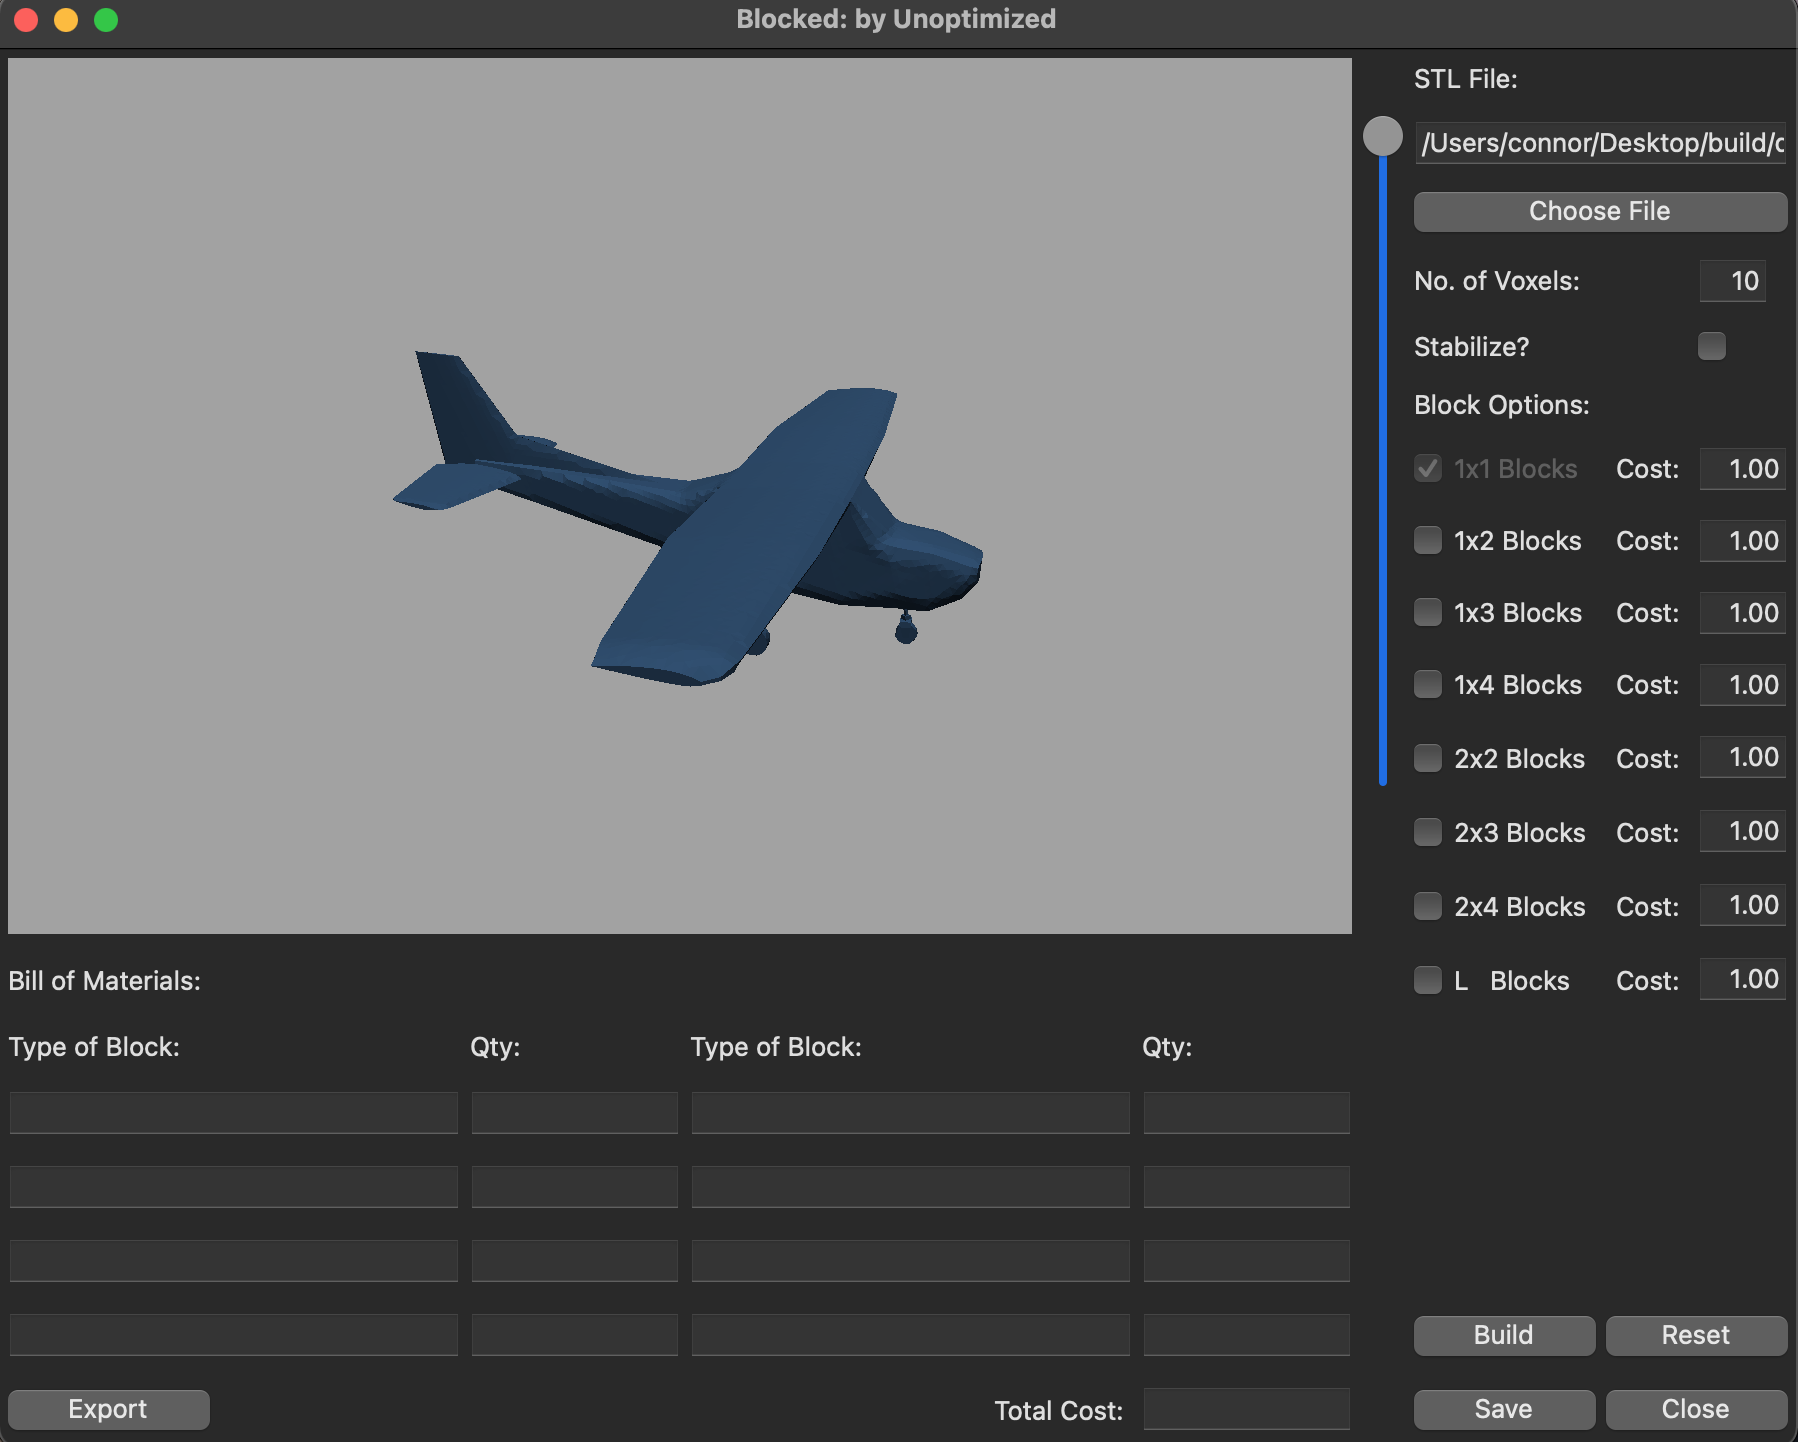 Blocked: by Unoptimized
STL File:
/Users/connor/Desktop/build/c
Choose File
No. of Voxels: 10
Stabilize?
Block Options:
1x1 Blocks Cost: 1.00
1x2 Blocks Cost: 1.00
1x3 Blocks Cost: 1.00
1x4 Blocks Cost: 1.00
2x2 Blocks Cost: 1.00
2x3 Blocks Cost: 1.00
2x4 Blocks Cost: 1.00
L Blocks Cost: 1.00
Bill of Materials:
Type of Block: Qty: Type of Block: Qty:
Build Reset
Export Total Cost: Save Close